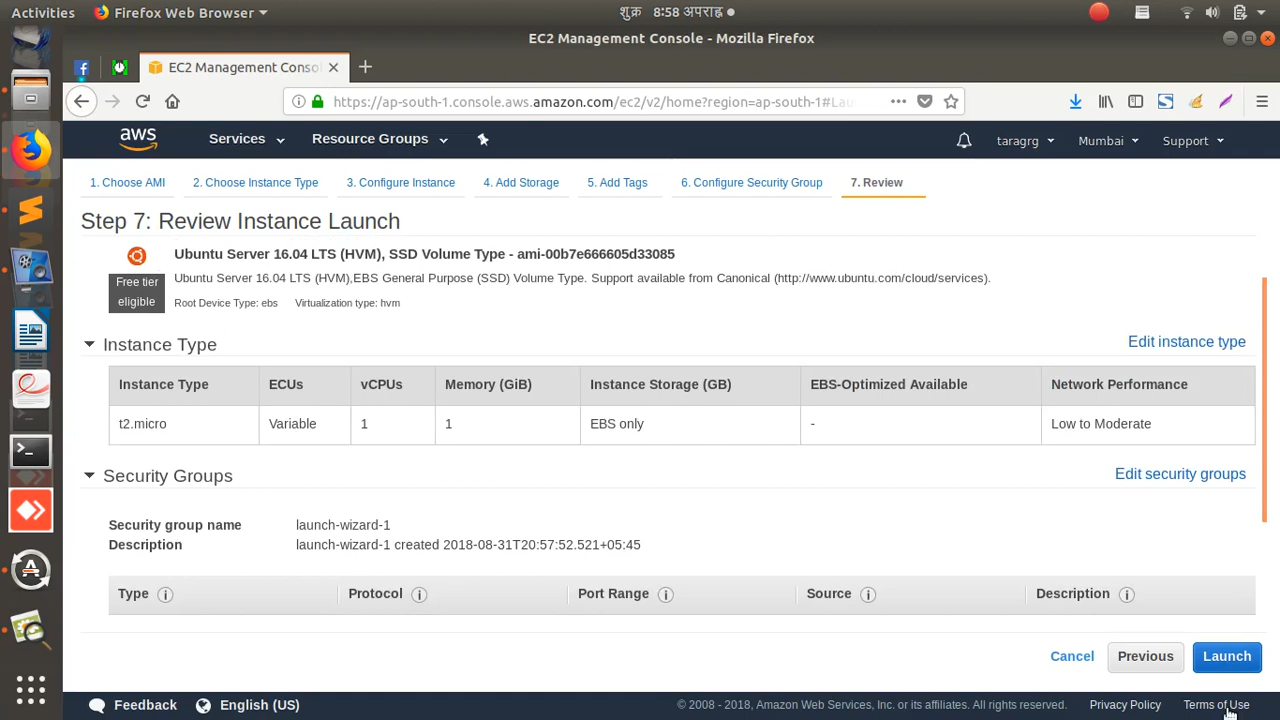 Activities Firefox Web Browser शुक्र 8:58 अपराह्न
EC2 Management Console - Mozilla Firefox
EC2 Management Conso
https://ap-south-1.console.aws.amazon.com/ec2/v2/home?region=ap-south-1#Lau
aws Services Resource Groups taragrg Mumbai Support
1. Choose AMI 2. Choose Instance Type 3. Configure Instance 4. Add Storage 5. Add Tags 6. Configure Security Group 7. Review
Step 7: Review Instance Launch
Ubuntu Server 16.04 LTS (HVM), SSD Volume Type - ami-00b7e666605d33085
Free tier eligible
Ubuntu Server 16.04 LTS (HVM),EBS General Purpose (SSD) Volume Type. Support available from Canonical (http://www.ubuntu.com/cloud/services).
Root Device Type: ebs Virtualization type: hvm
Instance Type Edit instance type
Instance Type ECUs vCPUs Memory (GiB) Instance Storage (GB) EBS-Optimized Available Network Performance
t2.micro Variable 1 1 EBS only - Low to Moderate
Security Groups Edit security groups
Security group name launch-wizard-1
Description launch-wizard-1 created 2018-08-31T20:57:52.521+05:45
Type Protocol Port Range Source Description
Cancel Previous Launch
Feedback English (US) © 2008 - 2018, Amazon Web Services, Inc. or its affiliates. All rights reserved. Privacy Policy Terms of Use